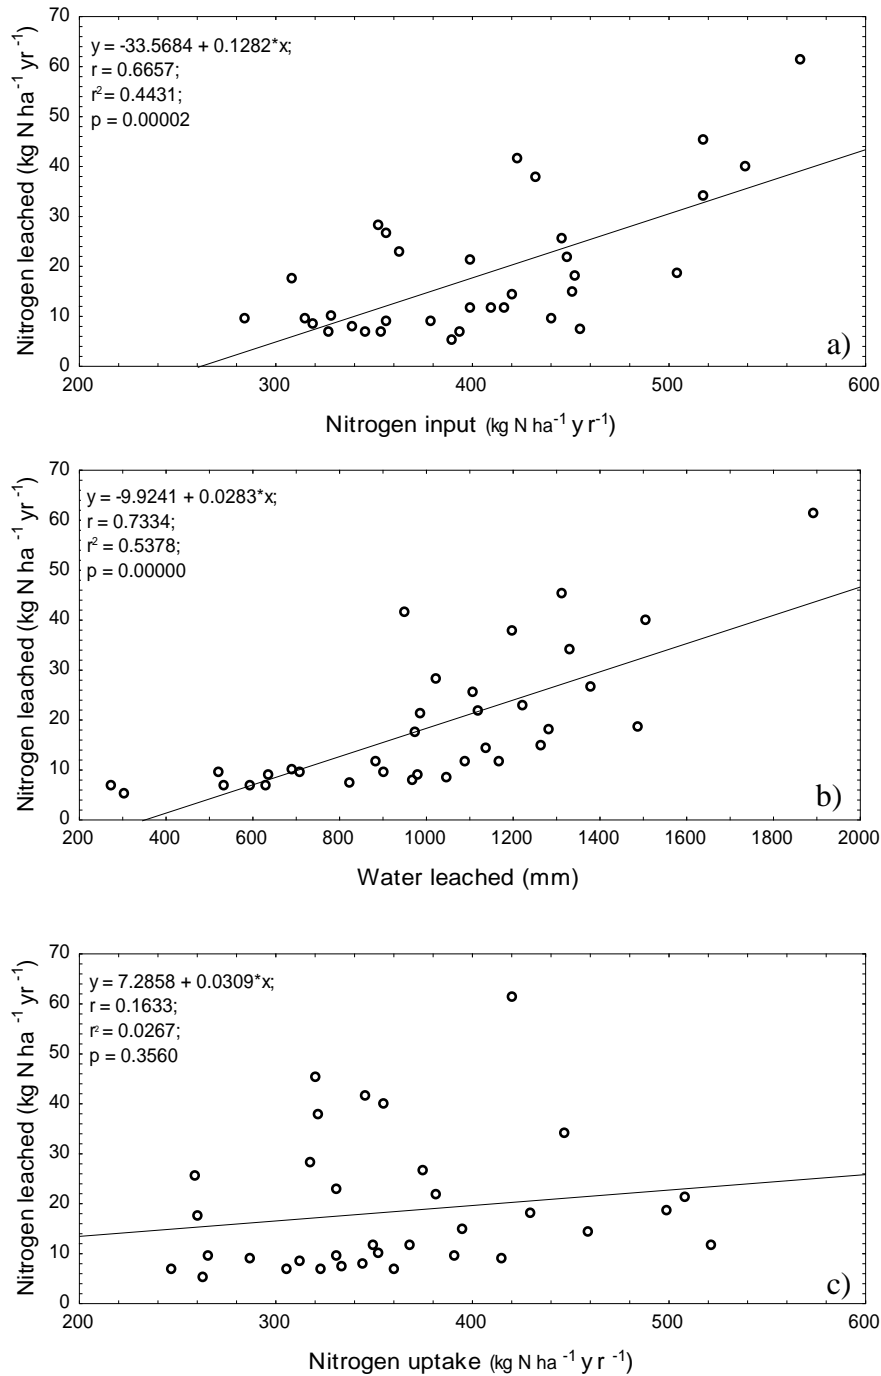 y = -33.5684 + 0.1282*x;
r = 0.6657;
r² = 0.4431;
p = 0.00002
Nitrogen leached (kg N ha⁻¹ yr⁻¹)
70
60
50
40
30
20
10
0
a)
200 300 400 500 600
Nitrogen input (kg N ha⁻¹ yr⁻¹)
y = -9.9241 + 0.0283*x;
r = 0.7334;
r² = 0.5378;
p = 0.00000
Nitrogen leached (kg N ha⁻¹ yr⁻¹)
70
60
50
40
30
20
10
0
b)
200 400 600 800 1000 1200 1400 1600 1800 2000
Water leached (mm)
y = 7.2858 + 0.0309*x;
r = 0.1633;
r² = 0.0267;
p = 0.3560
Nitrogen leached (kg N ha⁻¹ yr⁻¹)
70
60
50
40
30
20
10
0
c)
200 300 400 500 600
Nitrogen uptake (kg N ha⁻¹ yr⁻¹)